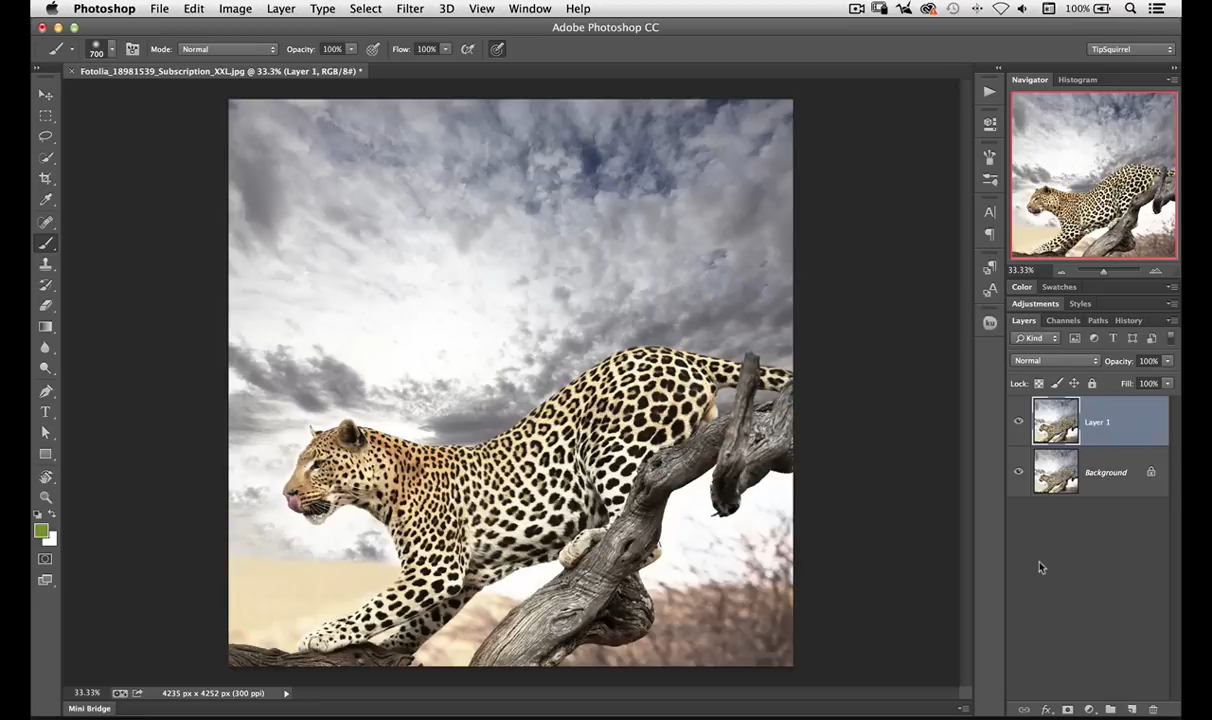 Photoshop File Edit Image Layer Type Select Filter 3D View Window Help 100%
Adobe Photoshop CC
700 Mode: Normal Opacity: 100% Flow: 100% TipSquirrel
Fotolia_18981539_Subscription_XXL.jpg @ 33.3% (Layer 1, RGB/8#) *
Navigator Histogram
33.33%
Color Swatches
Adjustments Styles
Layers Channels Paths History
Kind
Normal Opacity: 100%
Lock: Fill: 100%
Layer 1
Background
33.33% 4235 px x 4252 px (300 ppi)
Mini Bridge